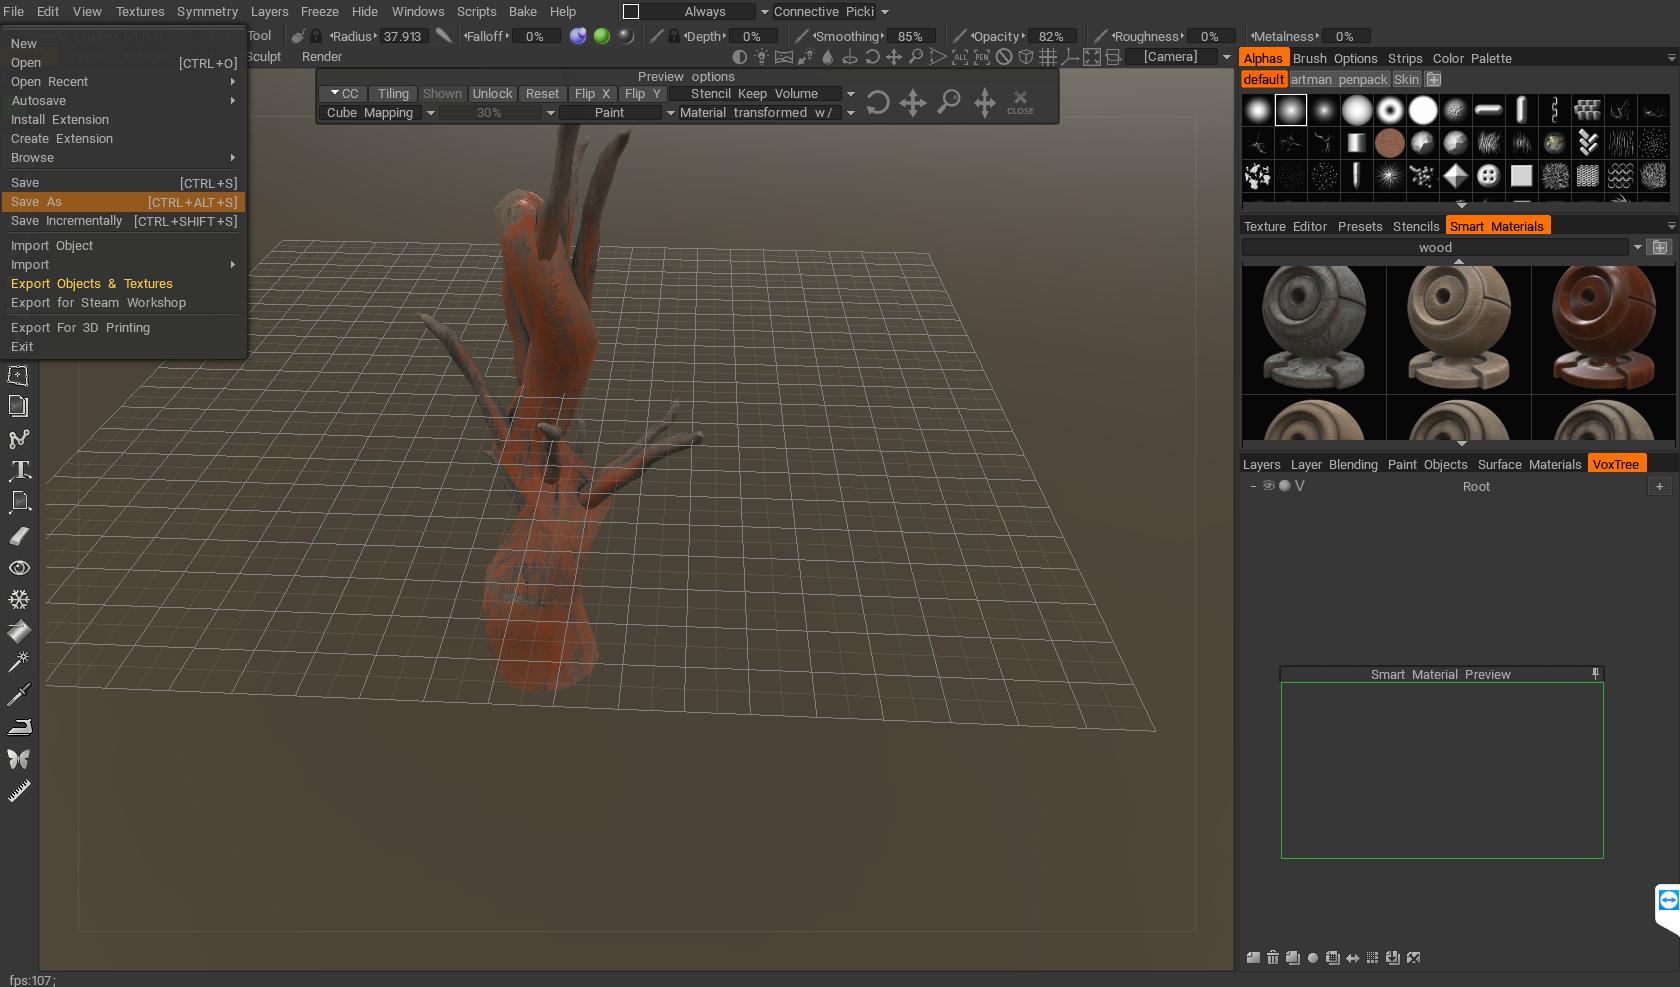 File Edit View Textures Symmetry Layers Freeze Hide Windows Scripts Bake Help Always Connective Picki
Tool Radius 37.913 Falloff 0% Depth 0% Smoothing 85% Opacity 82% Roughness 0% Metalness 0%
Sculpt Render [Camera]
New
Open [CTRL+O]
Open Recent
Autosave
Install Extension
Create Extension
Browse
Save [CTRL+S]
Save As [CTRL+ALT+S]
Save Incrementally [CTRL+SHIFT+S]
Import Object
Import
Export Objects & Textures
Export for Steam Workshop
Export For 3D Printing
Exit
Preview options
CC Tiling Shown Unlock Reset Flip X Flip Y Stencil Keep Volume
Cube Mapping 30% Paint Material transformed w/
CLOSE
Alphas Brush Options Strips Color Palette
default artman penpack Skin
Texture Editor Presets Stencils Smart Materials
wood
Layers Layer Blending Paint Objects Surface Materials VoxTree
- V Root +
Smart Material Preview
fps:107;